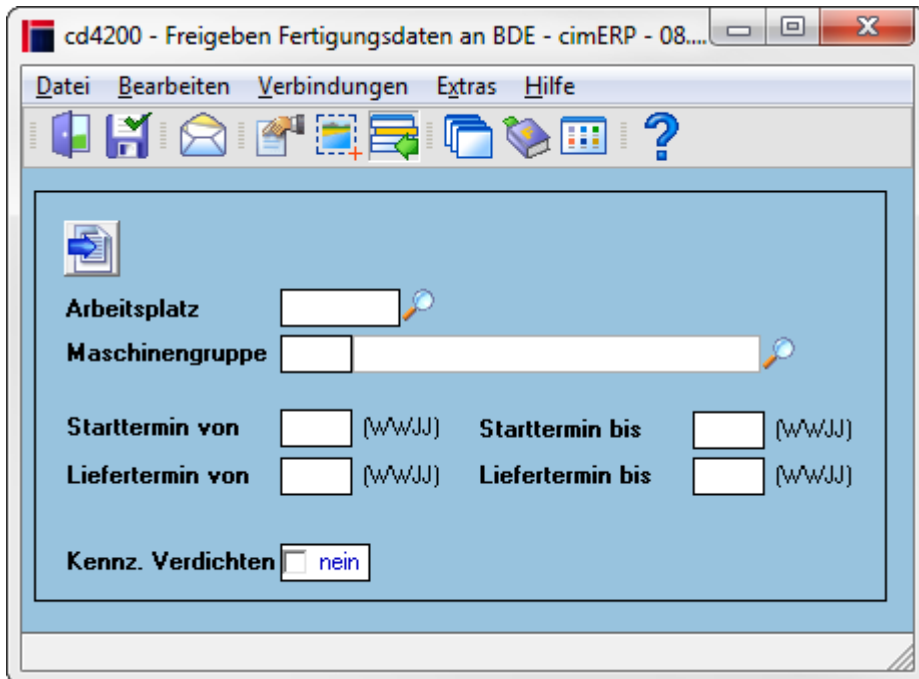 cd4200 - Freigeben Fertigungsdaten an BDE - cimERP - 08....
Datei Bearbeiten Verbindungen Extras Hilfe
Arbeitsplatz
Maschinengruppe
Starttermin von (WWJJ) Starttermin bis (WWJJ)
Liefertermin von (WWJJ) Liefertermin bis (WWJJ)
Kennz. Verdichten nein